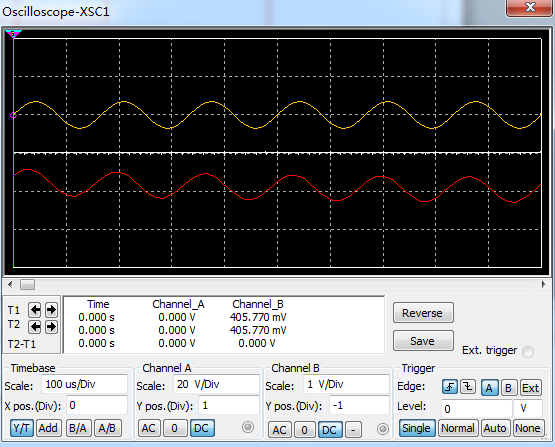 Oscilloscope-XSC1
Time Channel_A Channel_B
T1 0.000 s 0.000 V 405.770 mV
T2 0.000 s 0.000 V 405.770 mV
T2-T1 0.000 s 0.000 V 0.000 V
Reverse
Save
Ext. trigger
Timebase Channel A Channel B Trigger
Scale: 100 us/Div Scale: 20 V/Div Scale: 1 V/Div Edge: A B Ext
X pos.(Div): 0 Y pos.(Div): 1 Y pos.(Div): -1 Level: 0 V
Y/T Add B/A A/B AC 0 DC AC 0 DC - Single Normal Auto None